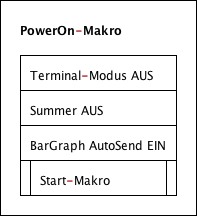 PowerOn-Makro
Terminal-Modus AUS
Summer AUS
BarGraph AutoSend EIN
Start-Makro